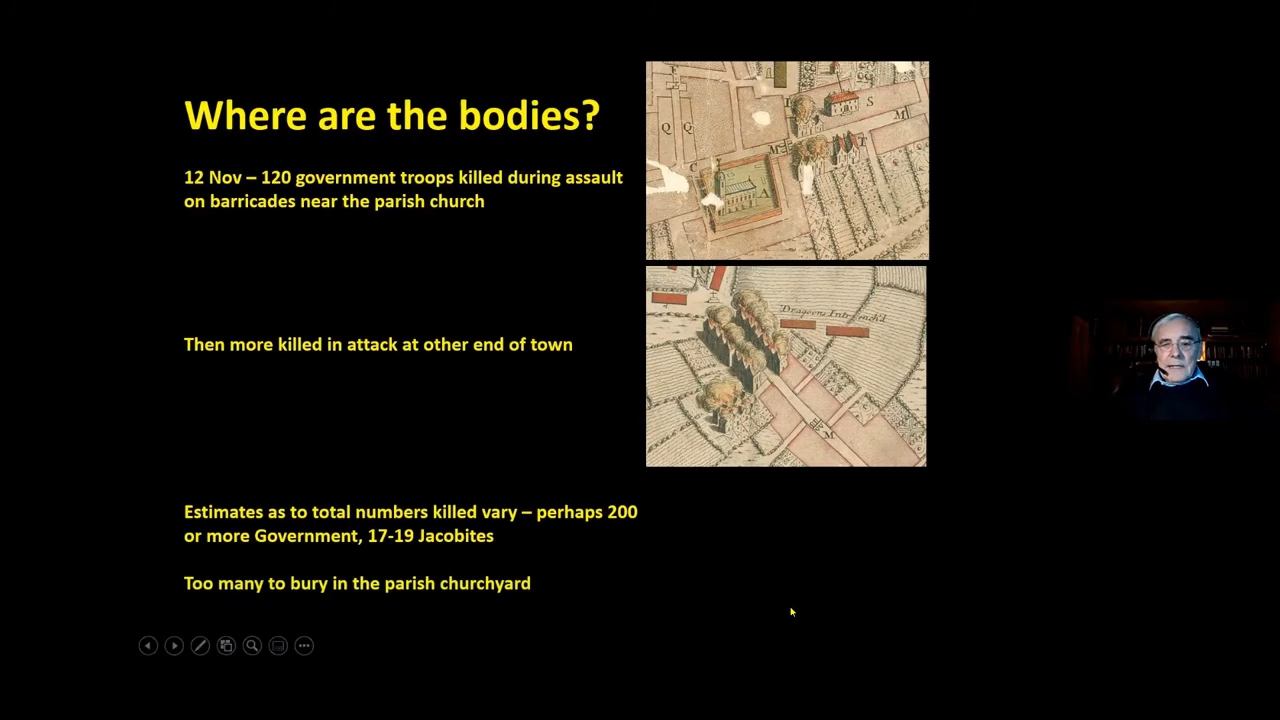 Where are the bodies?
12 Nov – 120 government troops killed during assault
on barricades near the parish church
Then more killed in attack at other end of town
Estimates as to total numbers killed vary – perhaps 200
or more Government, 17-19 Jacobites
Too many to bury in the parish churchyard
Q Q
S
M
M
T
C
A
Dragoons Intrench'd
M